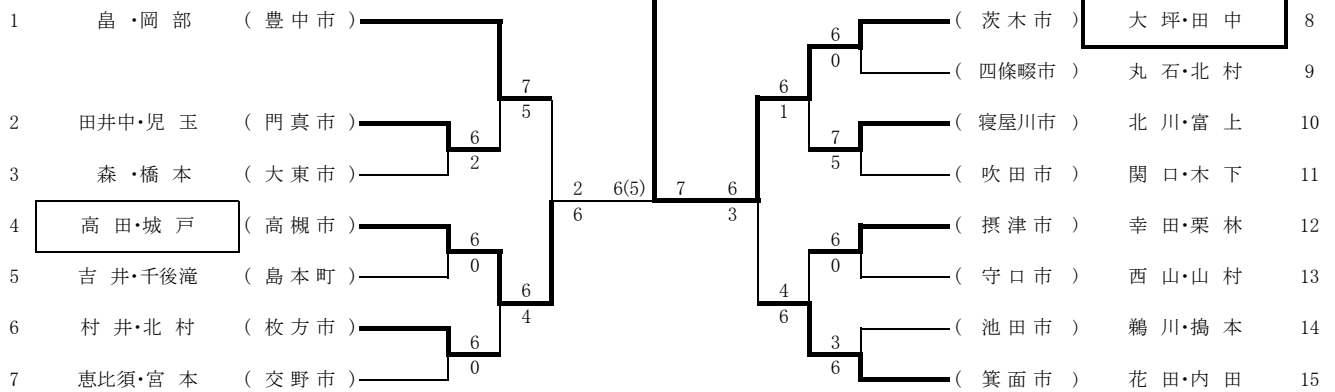 1 畠 ・岡 部 ( 豊 中 市 )
2 田井中・児 玉 ( 門 真 市 )
3 森 ・橋 本 ( 大 東 市 )
4 高 田・城 戸 ( 高 槻 市 )
5 吉 井・千後滝 ( 島 本 町 )
6 村 井・北 村 ( 枚 方 市 )
7 恵比須・宮 本 ( 交 野 市 )
7
5
6
2
6
0
6
4
6
0
2
6
6(5) 7
6
3
6
1
4
6
6
0
7
5
6
0
3
6
( 茨 木 市 ) 大 坪・田 中 8
( 四條畷市 ) 丸 石・北 村 9
( 寝屋川市 ) 北 川・富 上 10
( 吹 田 市 ) 関 口・木 下 11
( 摂 津 市 ) 幸 田・栗 林 12
( 守 口 市 ) 西 山・山 村 13
( 池 田 市 ) 鵜 川・搗 本 14
( 箕 面 市 ) 花 田・内 田 15